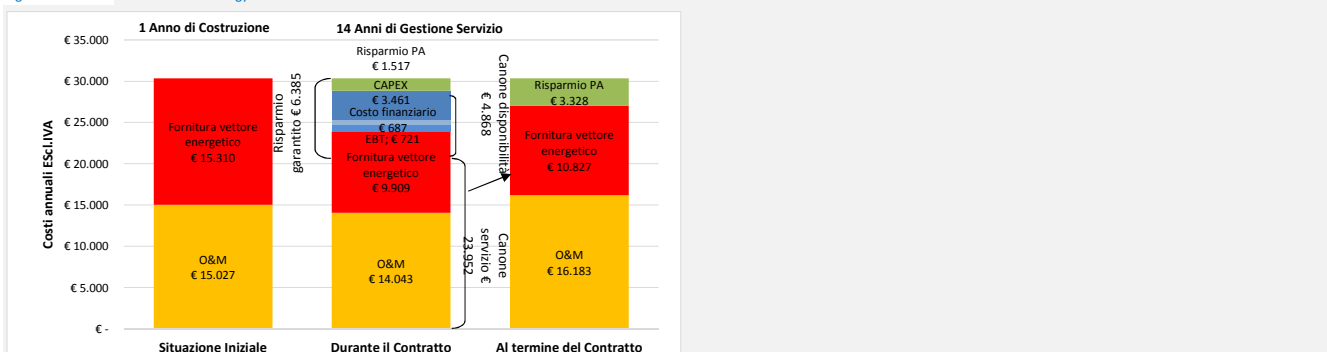 1 Anno di Costruzione
14 Anni di Gestione Servizio
Costi annuali EScl.IVA
€ 35.000
€ 30.000
€ 25.000
€ 20.000
€ 15.000
€ 10.000
€ 5.000
€ -
Fornitura vettore
energetico
€ 15.310
O&M
€ 15.027
Risparmio
garantito € 6.385
Risparmio PA
€ 1.517
CAPEX
€ 3.461
Costo finanziario
€ 687
EBT; € 721
Fornitura vettore
energetico
€ 9.909
O&M
€ 14.043
Canone disponibilità
€ 4.868
Canone
servizio €
23.952
Risparmio PA
€ 3.328
Fornitura vettore
energetico
€ 10.827
O&M
€ 16.183
Situazione Iniziale
Durante il Contratto
Al termine del Contratto